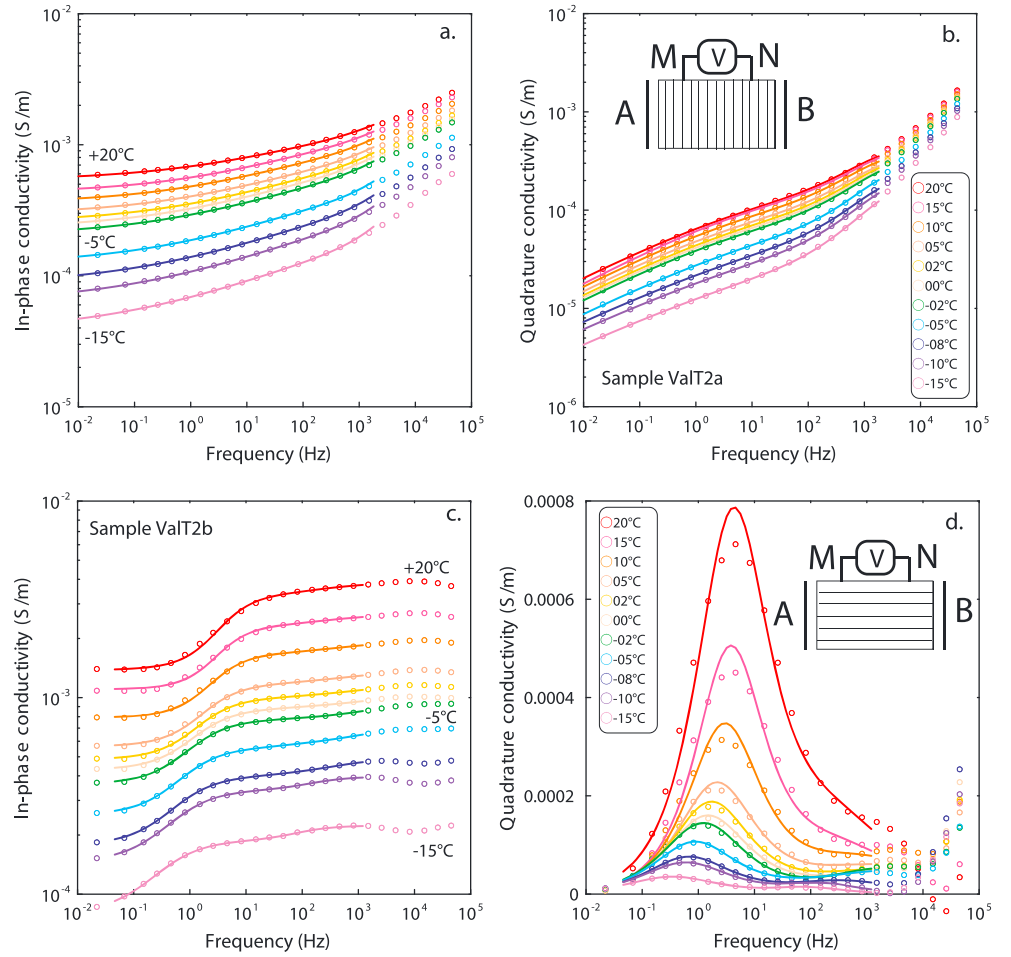 a.
In-phase conductivity (S /m)
10-2
10-3
10-4
10-5
+20°C
-5°C
-15°C
10-2 10-1 100 101 102 103 104 105
Frequency (Hz)
b.
Quadrature conductivity (S /m)
10-2
10-3
10-4
10-5
10-6
M V N
A B
20°C
15°C
10°C
05°C
02°C
00°C
-02°C
-05°C
-08°C
-10°C
-15°C
Sample ValT2a
10-2 10-1 100 101 102 103 104 105
Frequency (Hz)
c.
Sample ValT2b
In-phase conductivity (S /m)
10-2
10-3
10-4
+20°C
-5°C
-15°C
10-2 10-1 100 101 102 103 104 105
Frequency (Hz)
d.
Quadrature conductivity (S /m)
0.0008
0.0006
0.0004
0.0002
0
20°C
15°C
10°C
05°C
02°C
00°C
-02°C
-05°C
-08°C
-10°C
-15°C
M V N
A B
10-2 10-1 100 101 102 103 104 105
Frequency (Hz)